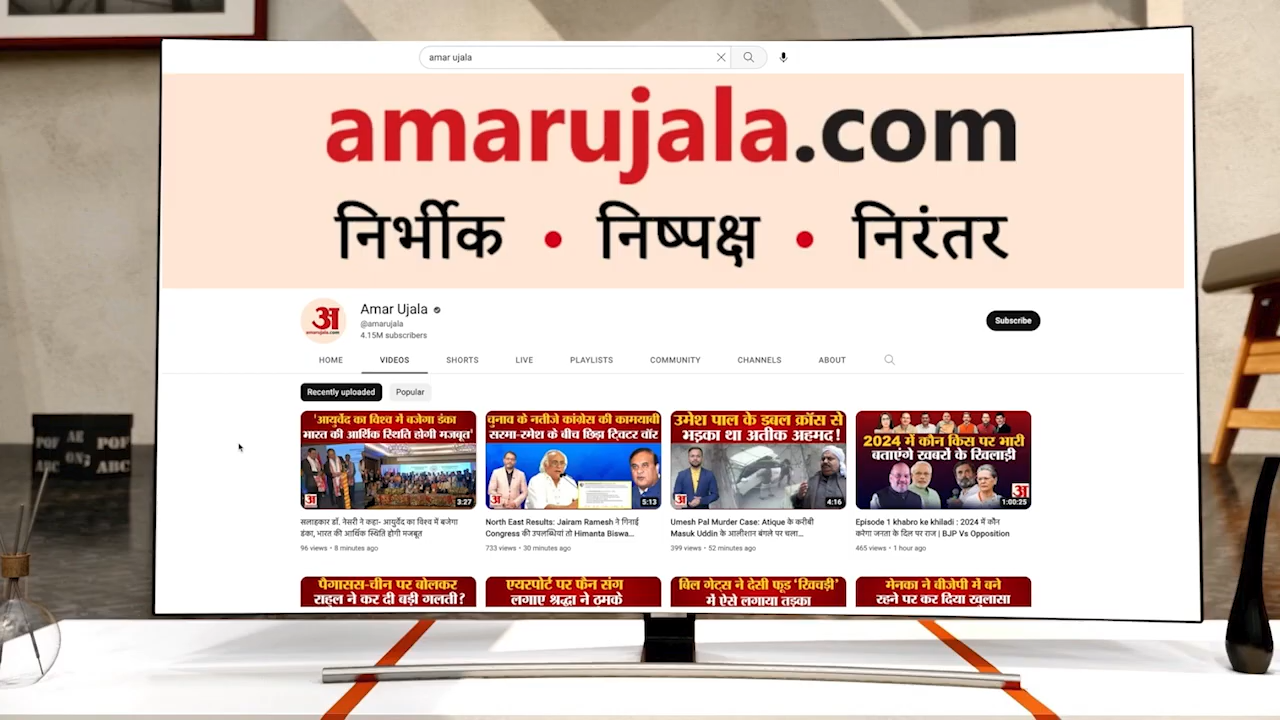 amar ujala
amarujala.com
निर्भीक • निष्पक्ष • निरंतर
अ
amarujala.com
Amar Ujala
@amarujala
4.15M subscribers
Subscribe
HOME VIDEOS SHORTS LIVE PLAYLISTS COMMUNITY CHANNELS ABOUT
Recently uploaded Popular
'आयुर्वेद का विश्व में बजेगा डंका
भारत की आर्थिक स्थिति होगी मजबूत'
अ
3:27
सलाहकार डॉ. नेसरी ने कहा- आयुर्वेद का विश्व में बजेगा
डंका, भारत की आर्थिक स्थिति होगी मजबूत
96 views • 8 minutes ago
चुनाव के नतीजे कांग्रेस की कामयाबी
सरमा-रमेश के बीच छिड़ा ट्विटर वॉर
अ
5:13
North East Results: Jairam Ramesh ने गिनाई
Congress की उपलब्धियां तो Himanta Biswa...
733 views • 30 minutes ago
उमेश पाल के डबल क्रॉस से
भड़का था अतीक अहमद!
अ
4:16
Umesh Pal Murder Case: Atique के करीबी
Masuk Uddin के आलीशान बंगले पर चला...
399 views • 52 minutes ago
2024 में कौन किस पर भारी
बताएंगे खबरों के खिलाड़ी
अ
1:00:25
Episode 1 khabro ke khiladi : 2024 में कौन
करेगा जनता के दिल पर राज | BJP Vs Opposition
465 views • 1 hour ago
पैगासस-चीन पर बोलकर
राहुल ने कर दी बड़ी गलती?
एयरपोर्ट पर फैन संग
लगाए श्रद्धा ने ठुमके
बिल गेट्स ने देसी फूड 'खिचड़ी'
में ऐसे लगाया तड़का
मेनका ने बीजेपी में बने
रहने पर कर दिया खुलासा